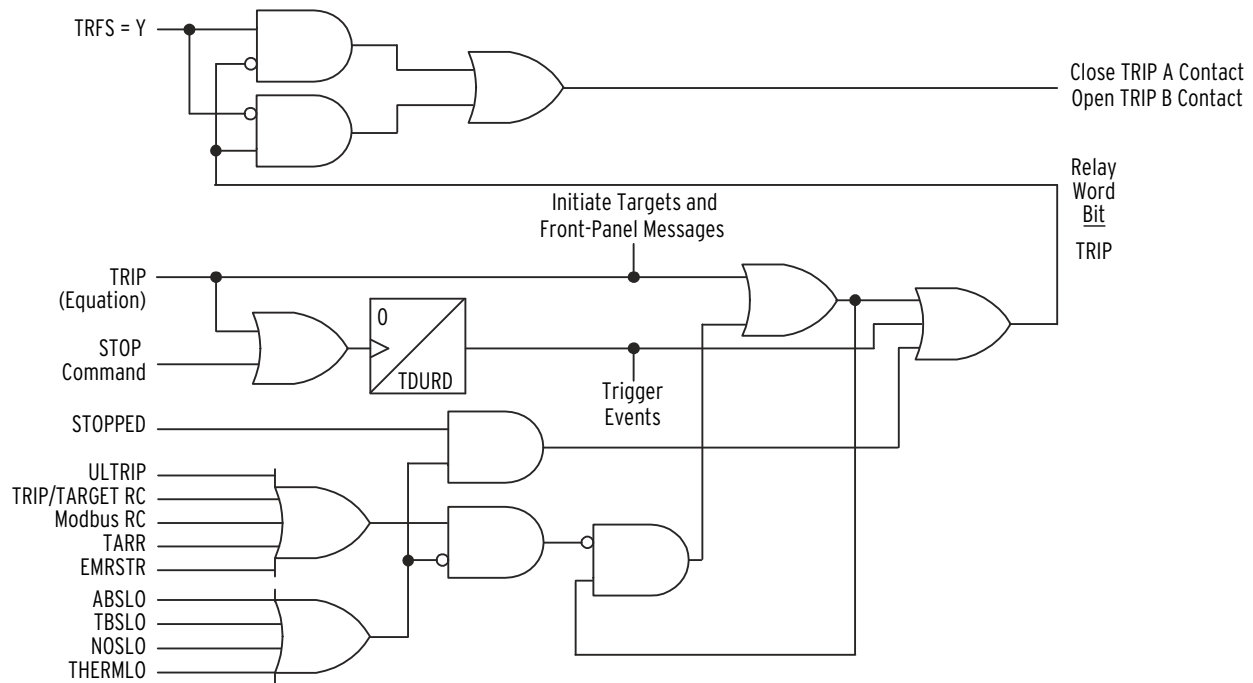 TRFS = Y
Close TRIP A Contact
Open TRIP B Contact
Relay
Word
Bit
TRIP
Initiate Targets and
Front-Panel Messages
TRIP
(Equation)
0
STOP
Command
TDURD
Trigger
Events
STOPPED
ULTRIP
TRIP/TARGET RC
Modbus RC
TARR
EMRSTR
ABSLO
TBSLO
NOSLO
THERMLO